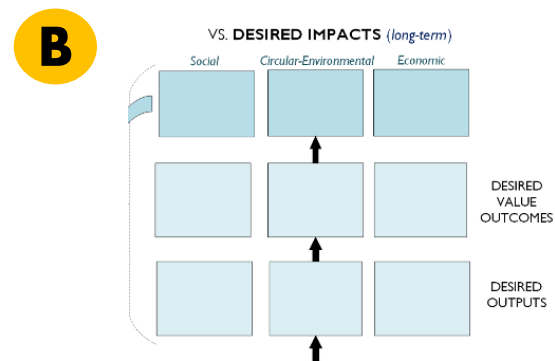 B
VS. DESIRED IMPACTS (long-term)
Social Circular-Environmental Economic
DESIRED
VALUE
OUTCOMES
DESIRED
OUTPUTS